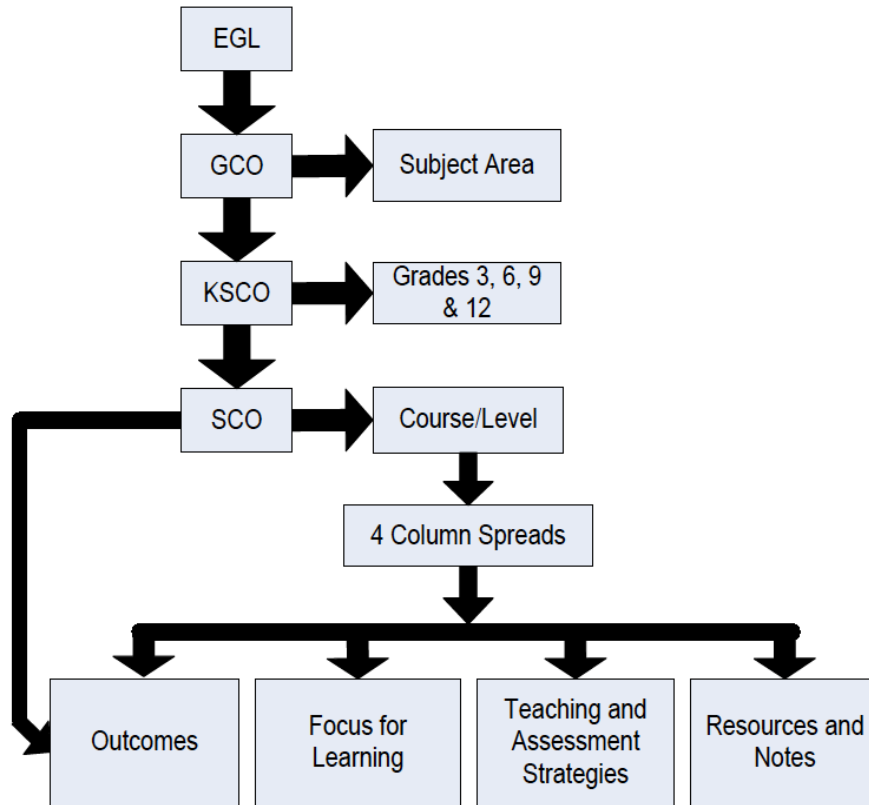 EGL
GCO
Subject Area
KSCO
Grades 3, 6, 9
& 12
SCO
Course/Level
4 Column Spreads
Outcomes
Focus for
Learning
Teaching and
Assessment
Strategies
Resources and
Notes